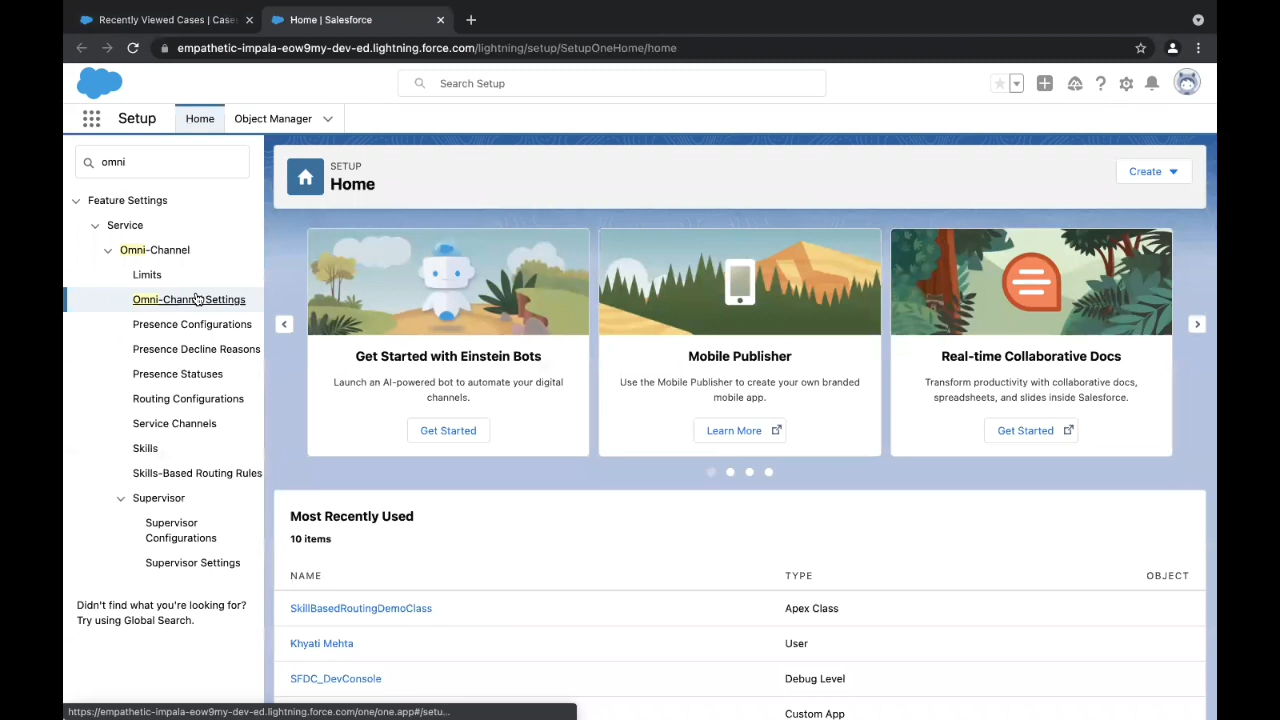 Recently Viewed Cases | Case
Home | Salesforce
empathetic-impala-eow9my-dev-ed.lightning.force.com/lightning/setup/SetupOneHome/home
Search Setup
Setup
Home
Object Manager
omni
Feature Settings
Service
Omni-Channel
Limits
Omni-Channel Settings
Presence Configurations
Presence Decline Reasons
Presence Statuses
Routing Configurations
Service Channels
Skills
Skills-Based Routing Rules
Supervisor
Supervisor
Configurations
Supervisor Settings
Didn't find what you're looking for?
Try using Global Search.
SETUP
Home
Create
Get Started with Einstein Bots
Launch an AI-powered bot to automate your digital
channels.
Get Started
Mobile Publisher
Use the Mobile Publisher to create your own branded
mobile app.
Learn More
Real-time Collaborative Docs
Transform productivity with collaborative docs,
spreadsheets, and slides inside Salesforce.
Get Started
Most Recently Used
10 items
NAME TYPE OBJECT
SkillBasedRoutingDemoClass Apex Class
Khyati Mehta User
SFDC_DevConsole Debug Level
Custom App
https://empathetic-impala-eow9my-dev-ed.lightning.force.com/one/one.app#/setu...